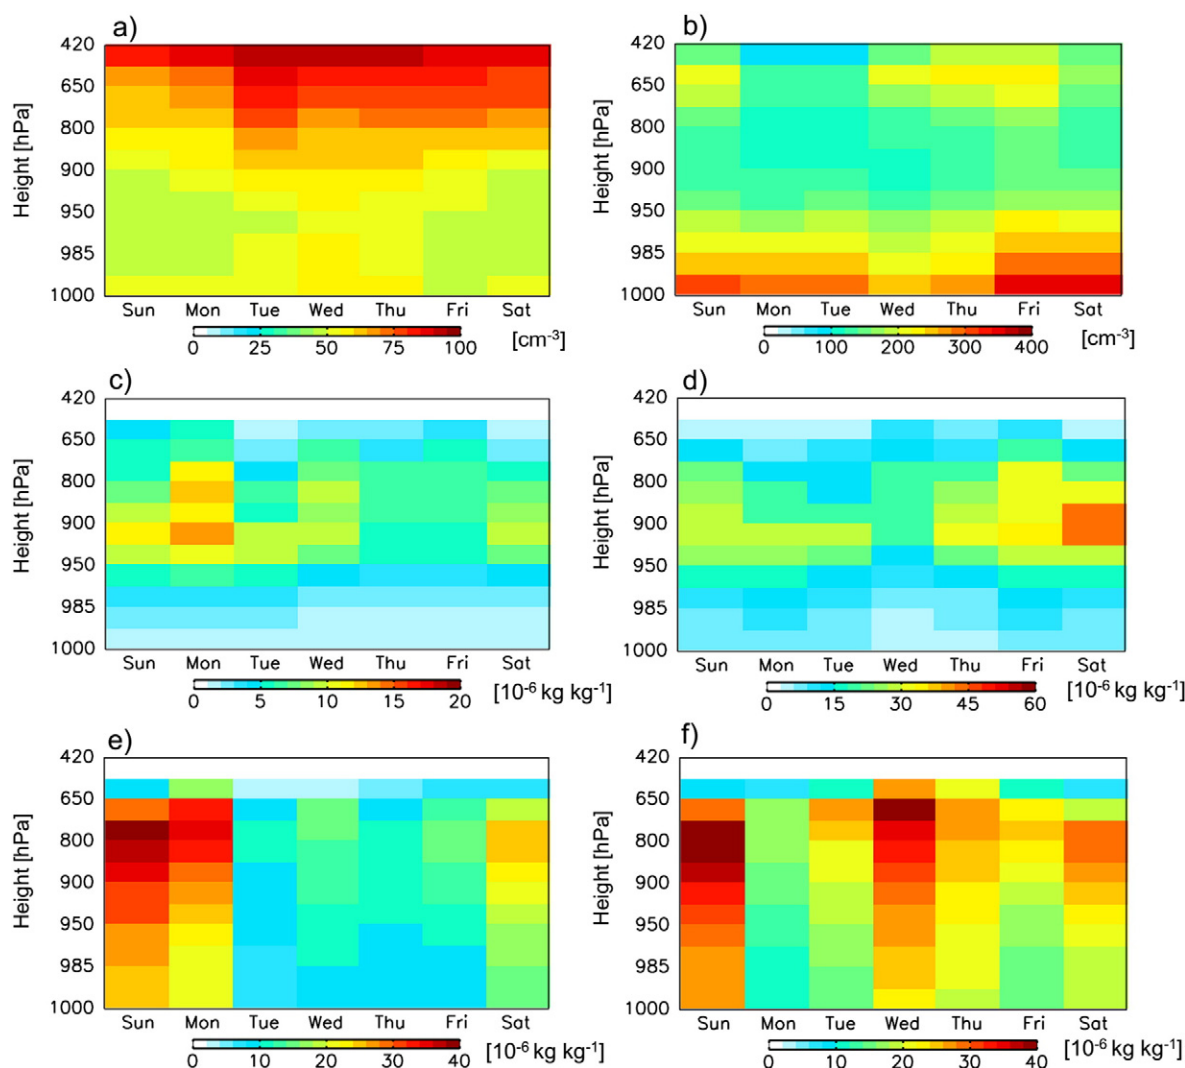 a)
Height [hPa]
420
650
800
900
950
985
1000
Sun Mon Tue Wed Thu Fri Sat
0 25 50 75 100 [cm-3]
b)
Height [hPa]
420
650
800
900
950
985
1000
Sun Mon Tue Wed Thu Fri Sat
0 100 200 300 400 [cm-3]
c)
Height [hPa]
420
650
800
900
950
985
1000
Sun Mon Tue Wed Thu Fri Sat
0 5 10 15 20 [10-6 kg kg-1]
d)
Height [hPa]
420
650
800
900
950
985
1000
Sun Mon Tue Wed Thu Fri Sat
0 15 30 45 60 [10-6 kg kg-1]
e)
Height [hPa]
420
650
800
900
950
985
1000
Sun Mon Tue Wed Thu Fri Sat
0 10 20 30 40 [10-6 kg kg-1]
f)
Height [hPa]
420
650
800
900
950
985
1000
Sun Mon Tue Wed Thu Fri Sat
0 10 20 30 40 [10-6 kg kg-1]